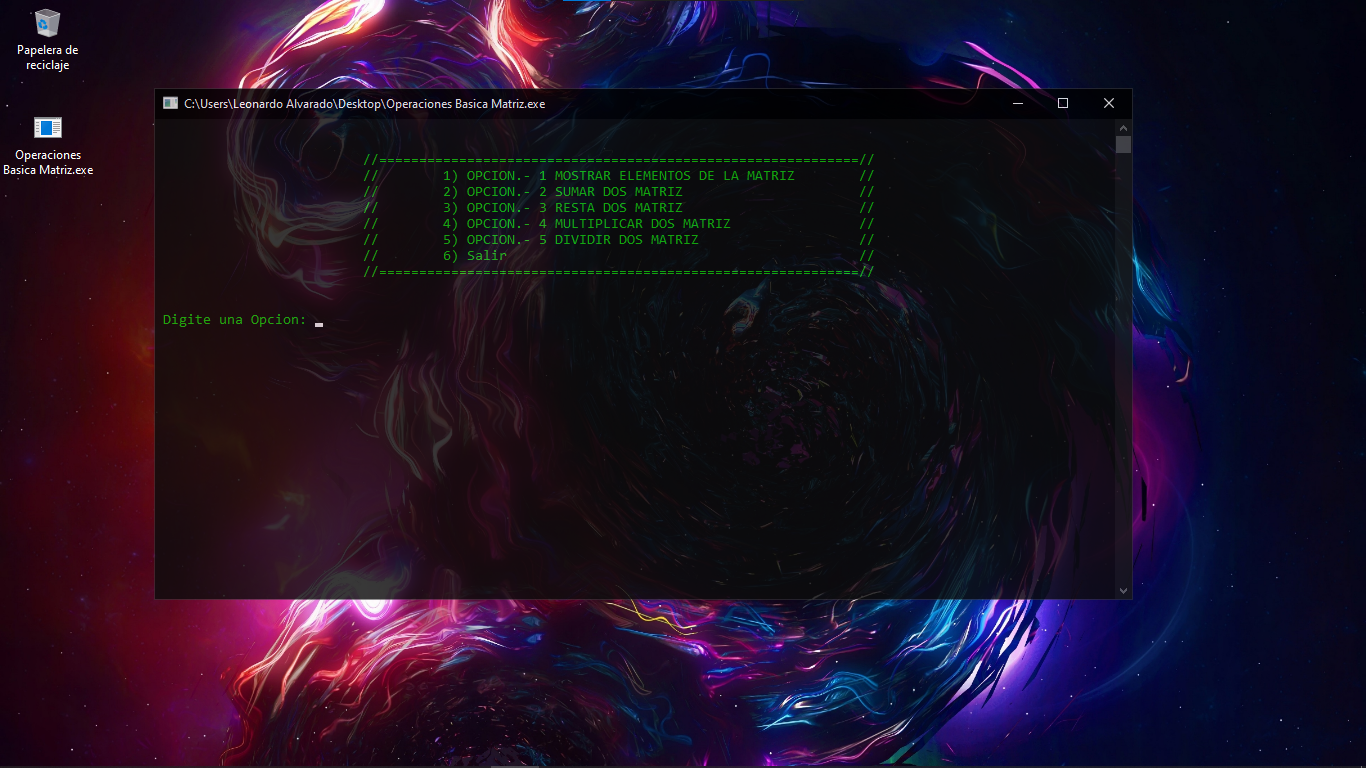 Papelera de
reciclaje
Operaciones
Basica Matriz.exe
C:\Users\Leonardo Alvarado\Desktop\Operaciones Basica Matriz.exe
//============================================================//
// 1) OPCION.- 1 MOSTRAR ELEMENTOS DE LA MATRIZ //
// 2) OPCION.- 2 SUMAR DOS MATRIZ //
// 3) OPCION.- 3 RESTA DOS MATRIZ //
// 4) OPCION.- 4 MULTIPLICAR DOS MATRIZ //
// 5) OPCION.- 5 DIVIDIR DOS MATRIZ //
// 6) Salir //
//============================================================//
Digite una Opcion: